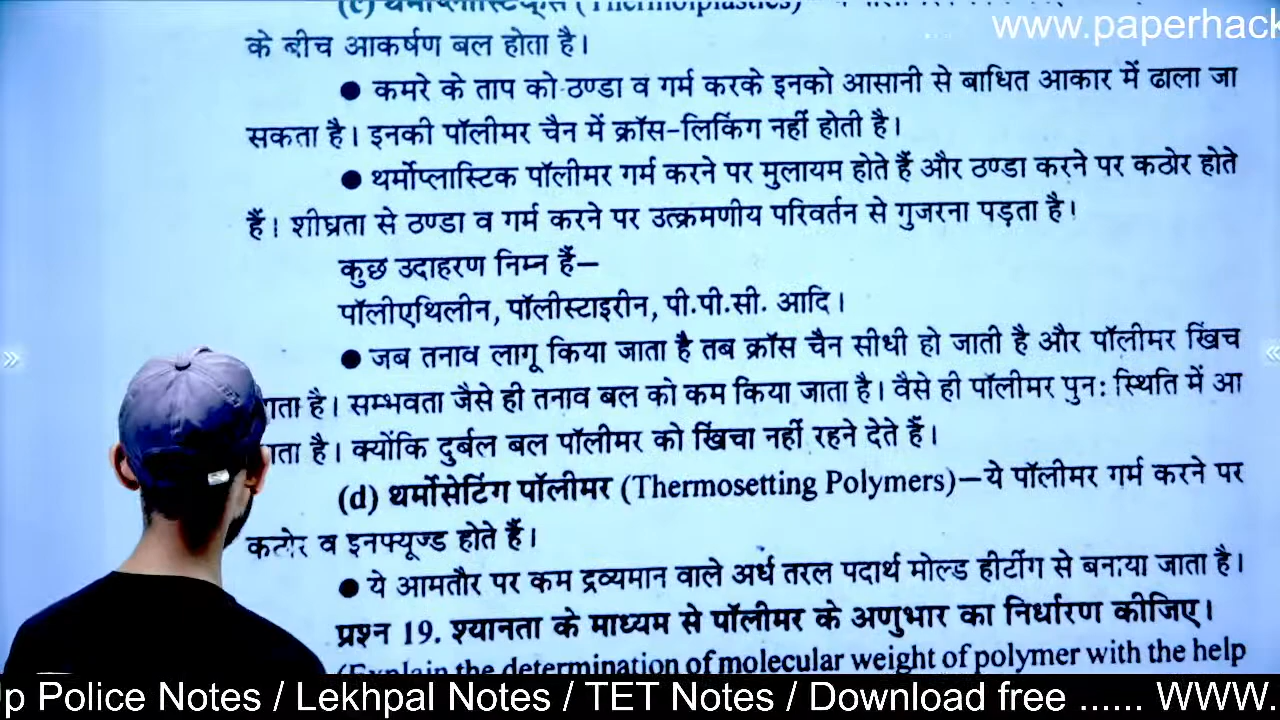 (c) थर्मोप्लास्टिक्स (Thermolplastics)
www.paperhack
के बीच आकर्षण बल होता है।
● कमरे के ताप को ठण्डा व गर्म करके इनको आसानी से बाधित आकार में ढाला जा
सकता है। इनकी पॉलीमर चैन में क्रॉस-लिकिंग नहीं होती है।
● थर्मोप्लास्टिक पॉलीमर गर्म करने पर मुलायम होते हैं और ठण्डा करने पर कठोर होते
हैं। शीघ्रता से ठण्डा व गर्म करने पर उत्क्रमणीय परिवर्तन से गुजरना पड़ता है।
कुछ उदाहरण निम्न हैं—
पॉलीएथिलीन, पॉलीस्टाइरीन, पी.पी.सी. आदि।
● जब तनाव लागू किया जाता है तब क्रॉस चैन सीधी हो जाती है और पॉलीमर खिंच
ाता है। सम्भवता जैसे ही तनाव बल को कम किया जाता है। वैसे ही पॉलीमर पुनः स्थिति में आ
ाता है। क्योंकि दुर्बल बल पॉलीमर को खिंचा नहीं रहने देते हैं।
(d) थर्मोसेटिंग पॉलीमर (Thermosetting Polymers)—ये पॉलीमर गर्म करने पर
कठोर व इनफ्यूज्ड होते हैं।
● ये आमतौर पर कम द्रव्यमान वाले अर्ध तरल पदार्थ मोल्ड हीटींग से बनाया जाता है।
प्रश्न 19. श्यानता के माध्यम से पॉलीमर के अणुभार का निर्धारण कीजिए।
(Explain the determination of molecular weight of polymer with the help
p Police Notes / Lekhpal Notes / TET Notes / Download free ...... WWW.